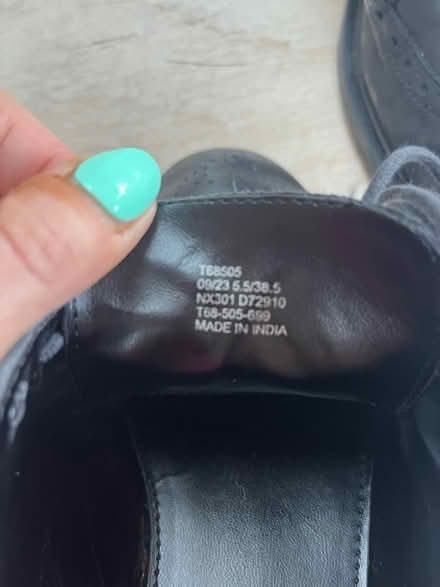 T68505
09/23 5.5/38.5
NX301 D72910
T68-505-699
MADE IN INDIA